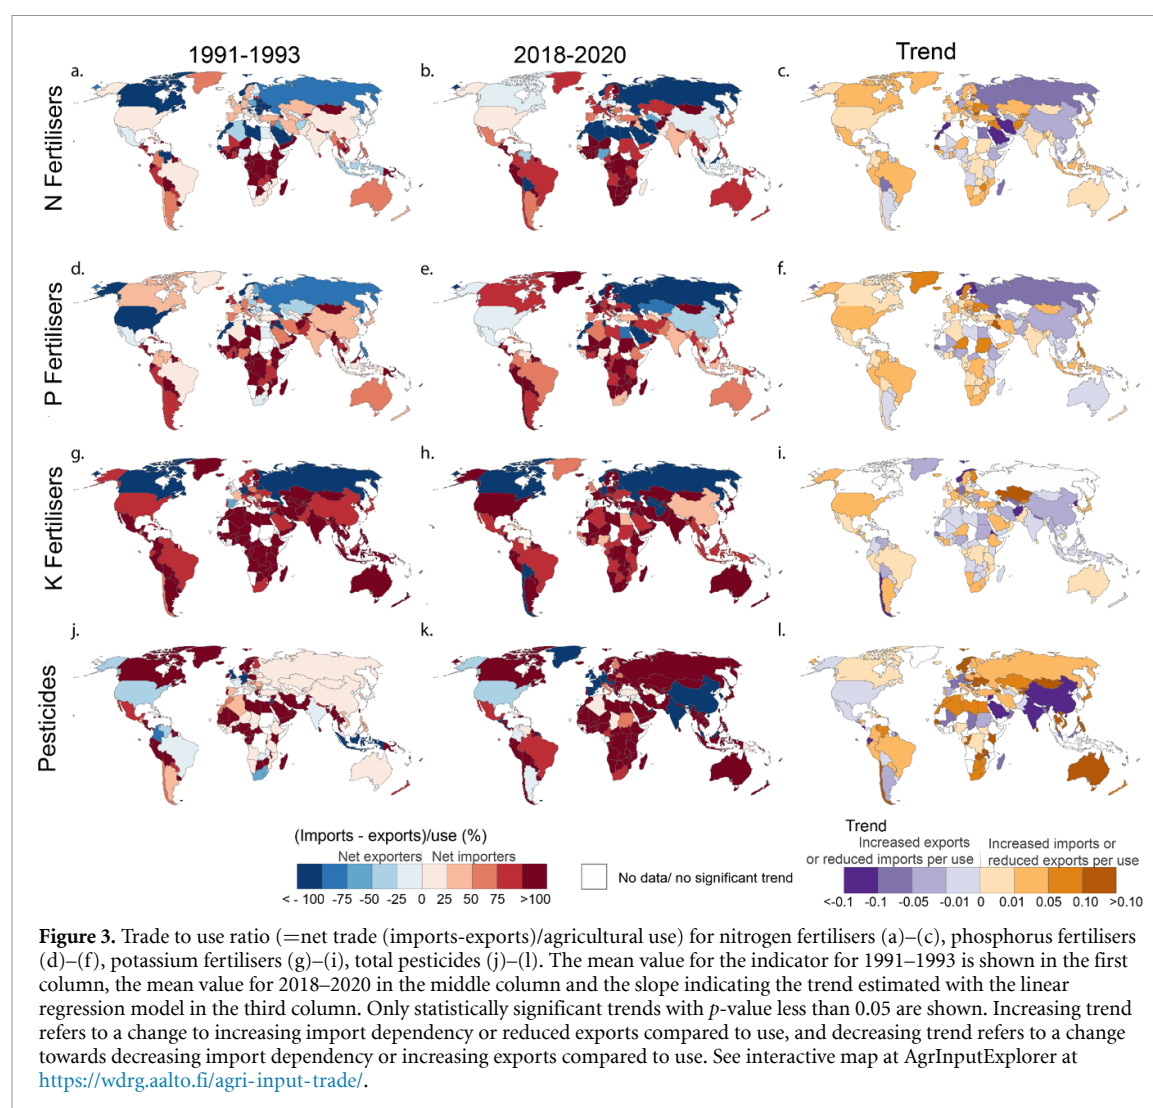 1991-1993
2018-2020
Trend
a.
b.
c.
N Fertilisers
d.
e.
f.
P Fertilisers
g.
h.
i.
K Fertilisers
j.
k.
l.
Pesticides
(Imports - exports)/use (%)
Net exporters
Net importers
< - 100 -75 -50 -25 0 25 50 75 >100
No data/ no significant trend
Trend
Increased exports
or reduced imports per use
Increased imports or
reduced exports per use
<-0.1 -0.1 -0.05 -0.01 0 0.01 0.05 0.10 >0.10
Figure 3. Trade to use ratio (=net trade (imports-exports)/agricultural use) for nitrogen fertilisers (a)–(c), phosphorus fertilisers
(d)–(f), potassium fertilisers (g)–(i), total pesticides (j)–(l). The mean value for the indicator for 1991–1993 is shown in the first
column, the mean value for 2018–2020 in the middle column and the slope indicating the trend estimated with the linear
regression model in the third column. Only statistically significant trends with p-value less than 0.05 are shown. Increasing trend
refers to a change to increasing import dependency or reduced exports compared to use, and decreasing trend refers to a change
towards decreasing import dependency or increasing exports compared to use. See interactive map at AgrInputExplorer at
https://wdrg.aalto.fi/agri-input-trade/.